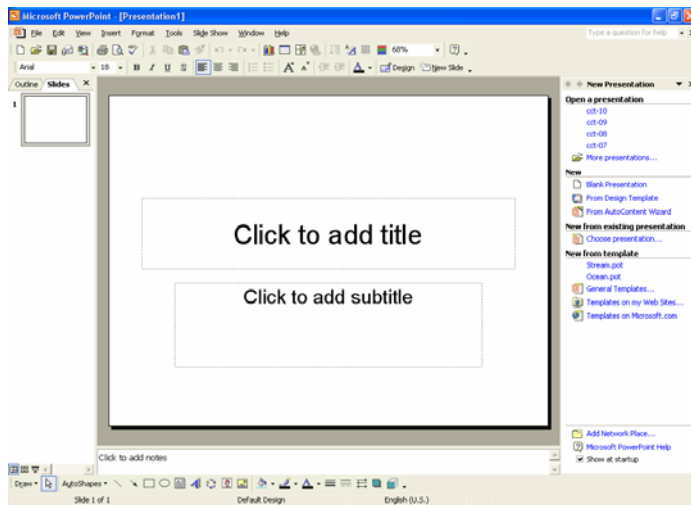 Microsoft PowerPoint - [Presentation1]
File Edit View Insert Format Tools Slide Show Window Help
Type a question for help
68%
Arial 18 B I U S A A A Design New Slide
Outline Slides
1
Click to add title
Click to add subtitle
Click to add notes
New Presentation
Open a presentation
cct-10
cct-09
cct-08
cct-07
More presentations...
New
Blank Presentation
From Design Template
From AutoContent Wizard
New from existing presentation
Choose presentation...
New from template
Stream.pot
Ocean.pot
General Templates...
Templates on my Web Sites...
Templates on Microsoft.com
Add Network Place...
Microsoft PowerPoint Help
Show at startup
Draw AutoShapes
Slide 1 of 1 Default Design English (U.S.)